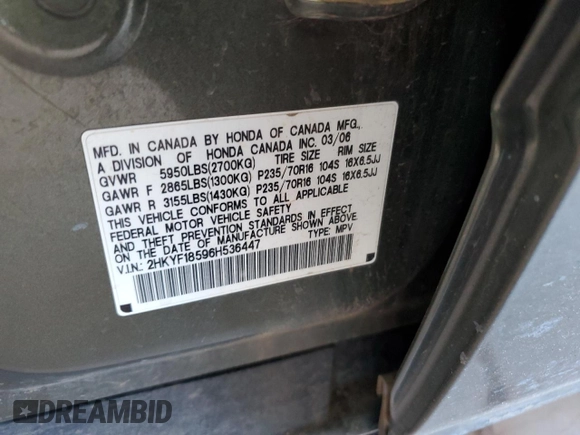 MFD. IN CANADA BY HONDA OF CANADA MFG.,
A DIVISION OF HONDA CANADA INC. 03/06
GVWR 5950LBS(2700KG) TIRE SIZE RIM SIZE
GAWR F 2865LBS(1300KG) P235/70R16 104S 16X6.5JJ
GAWR R 3155LBS(1430KG) P235/70R16 104S 16X6.5JJ
THIS VEHICLE CONFORMS TO ALL APPLICABLE
FEDERAL MOTOR VEHICLE SAFETY
AND THEFT PREVENTION STANDARDS IN EFFECT
ON THE DATE OF MANUFACTURE SHOWN ABOVE
V.I.N.: 2HKYF18596H536447 TYPE: MPV
DREAMBID